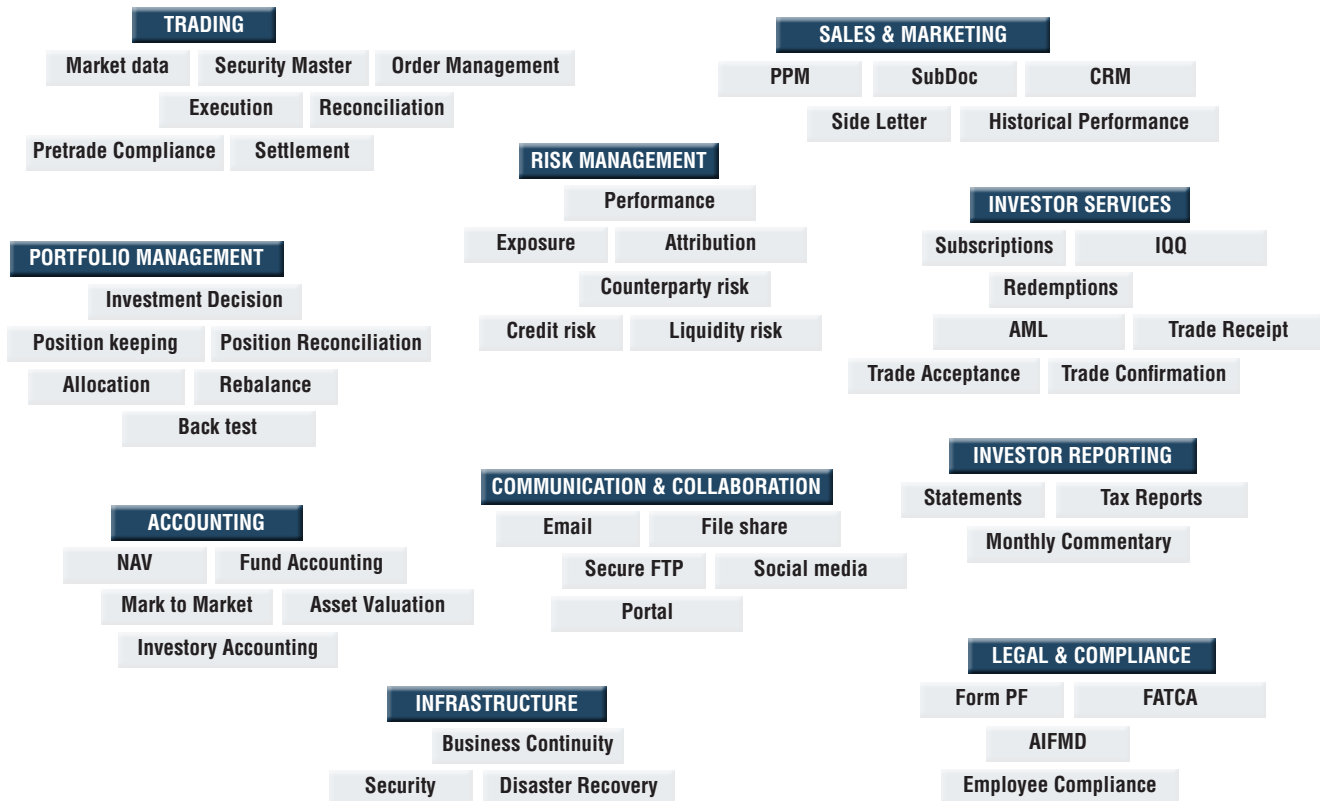 TRADING
Market data Security Master Order Management
Execution Reconciliation
Pretrade Compliance Settlement
SALES & MARKETING
PPM SubDoc CRM
Side Letter Historical Performance
RISK MANAGEMENT
Performance
Exposure Attribution
Counterparty risk
Credit risk Liquidity risk
INVESTOR SERVICES
Subscriptions IQQ
Redemptions
AML Trade Receipt
Trade Acceptance Trade Confirmation
PORTFOLIO MANAGEMENT
Investment Decision
Position keeping Position Reconciliation
Allocation Rebalance
Back test
INVESTOR REPORTING
Statements Tax Reports
Monthly Commentary
COMMUNICATION & COLLABORATION
Email File share
Secure FTP Social media
Portal
ACCOUNTING
NAV Fund Accounting
Mark to Market Asset Valuation
Investory Accounting
LEGAL & COMPLIANCE
Form PF FATCA
AIFMD
Employee Compliance
INFRASTRUCTURE
Business Continuity
Security Disaster Recovery